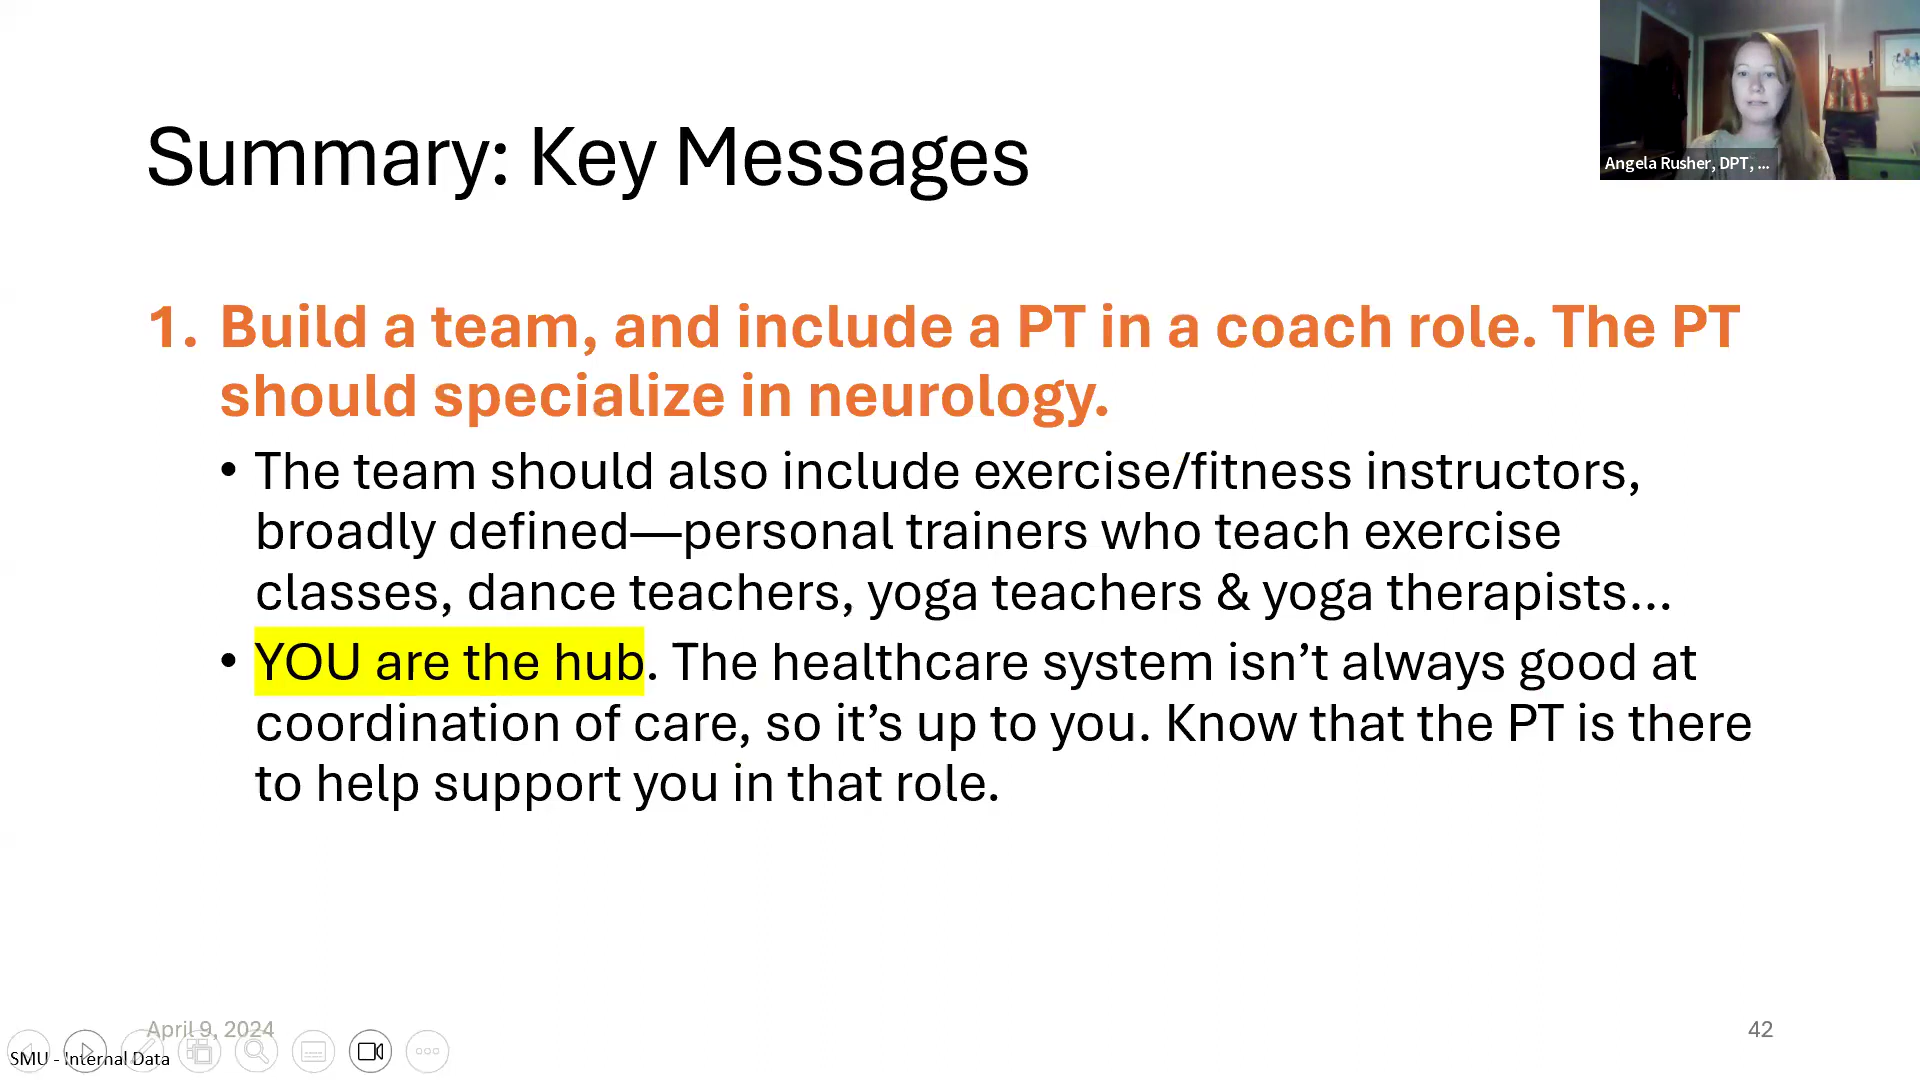 Summary: Key Messages
Angela Rusher, DPT, ...
1. Build a team, and include a PT in a coach role. The PT
should specialize in neurology.
• The team should also include exercise/fitness instructors,
broadly defined—personal trainers who teach exercise
classes, dance teachers, yoga teachers & yoga therapists…
• YOU are the hub. The healthcare system isn’t always good at
coordination of care, so it’s up to you. Know that the PT is there
to help support you in that role.
April 9, 2024
42
SMU - Internal Data